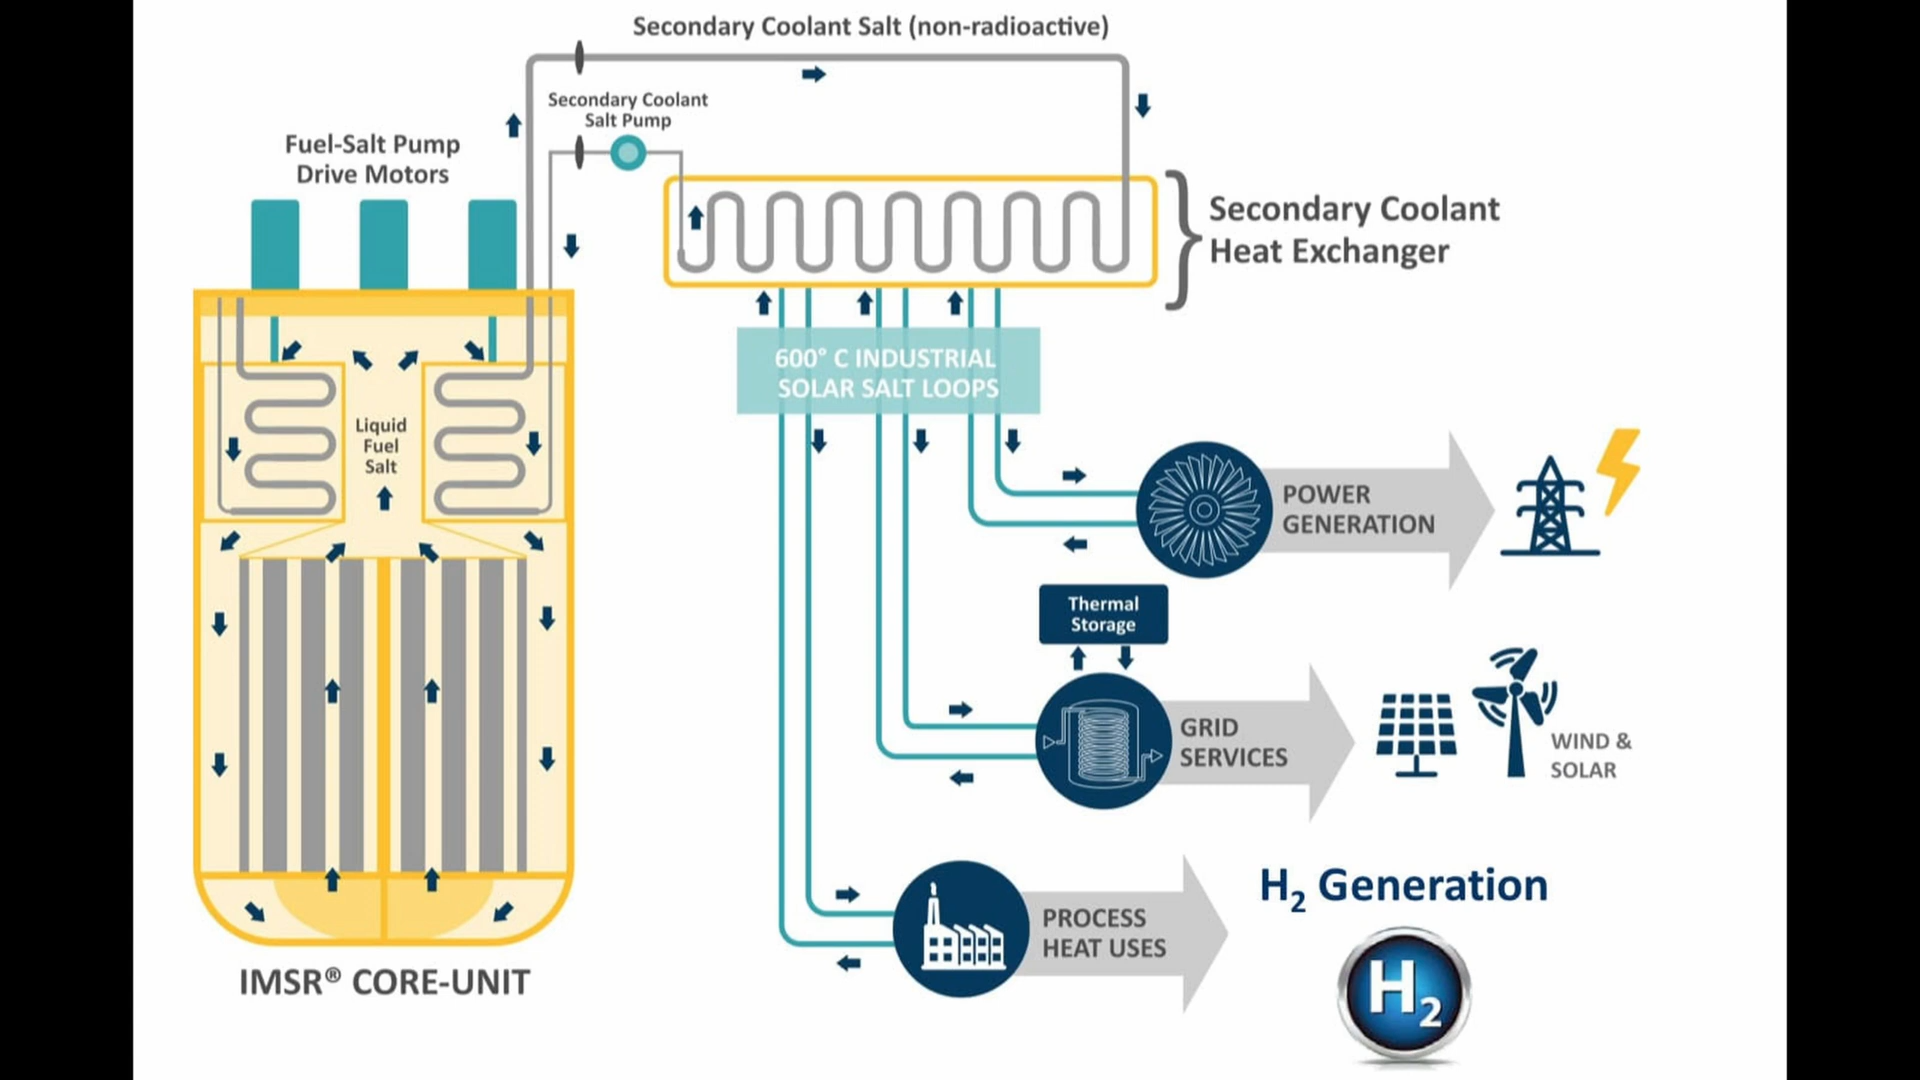 Secondary Coolant Salt (non-radioactive)
Secondary Coolant
Salt Pump
Fuel-Salt Pump
Drive Motors
Secondary Coolant
Heat Exchanger
600° C INDUSTRIAL
SOLAR SALT LOOPS
Liquid
Fuel
Salt
POWER
GENERATION
Thermal
Storage
GRID
SERVICES
WIND &
SOLAR
PROCESS
HEAT USES
H₂ Generation
H₂
IMSR® CORE-UNIT